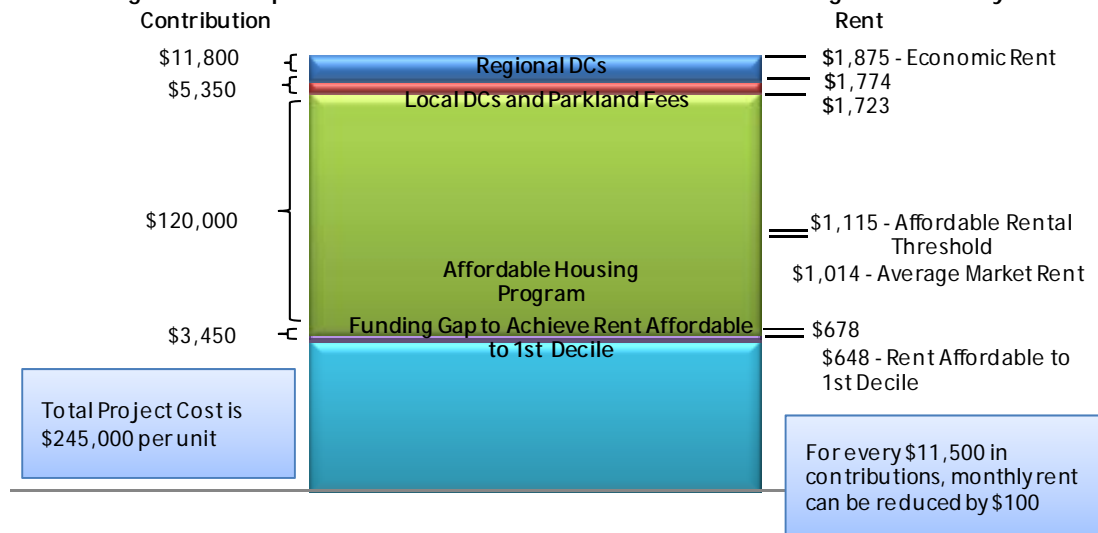 Contribution
Rent
$11,800
Regional DCs
$1,875 - Economic Rent
$5,350
$1,774
Local DCs and Parkland Fees
$1,723
$120,000
$1,115 - Affordable Rental
Threshold
$1,014 - Average Market Rent
Affordable Housing
Program
$3,450
Funding Gap to Achieve Rent Affordable
to 1st Decile
$678
$648 - Rent Affordable to
1st Decile
Total Project Cost is
$245,000 per unit
For every $11,500 in
contributions, monthly rent
can be reduced by $100